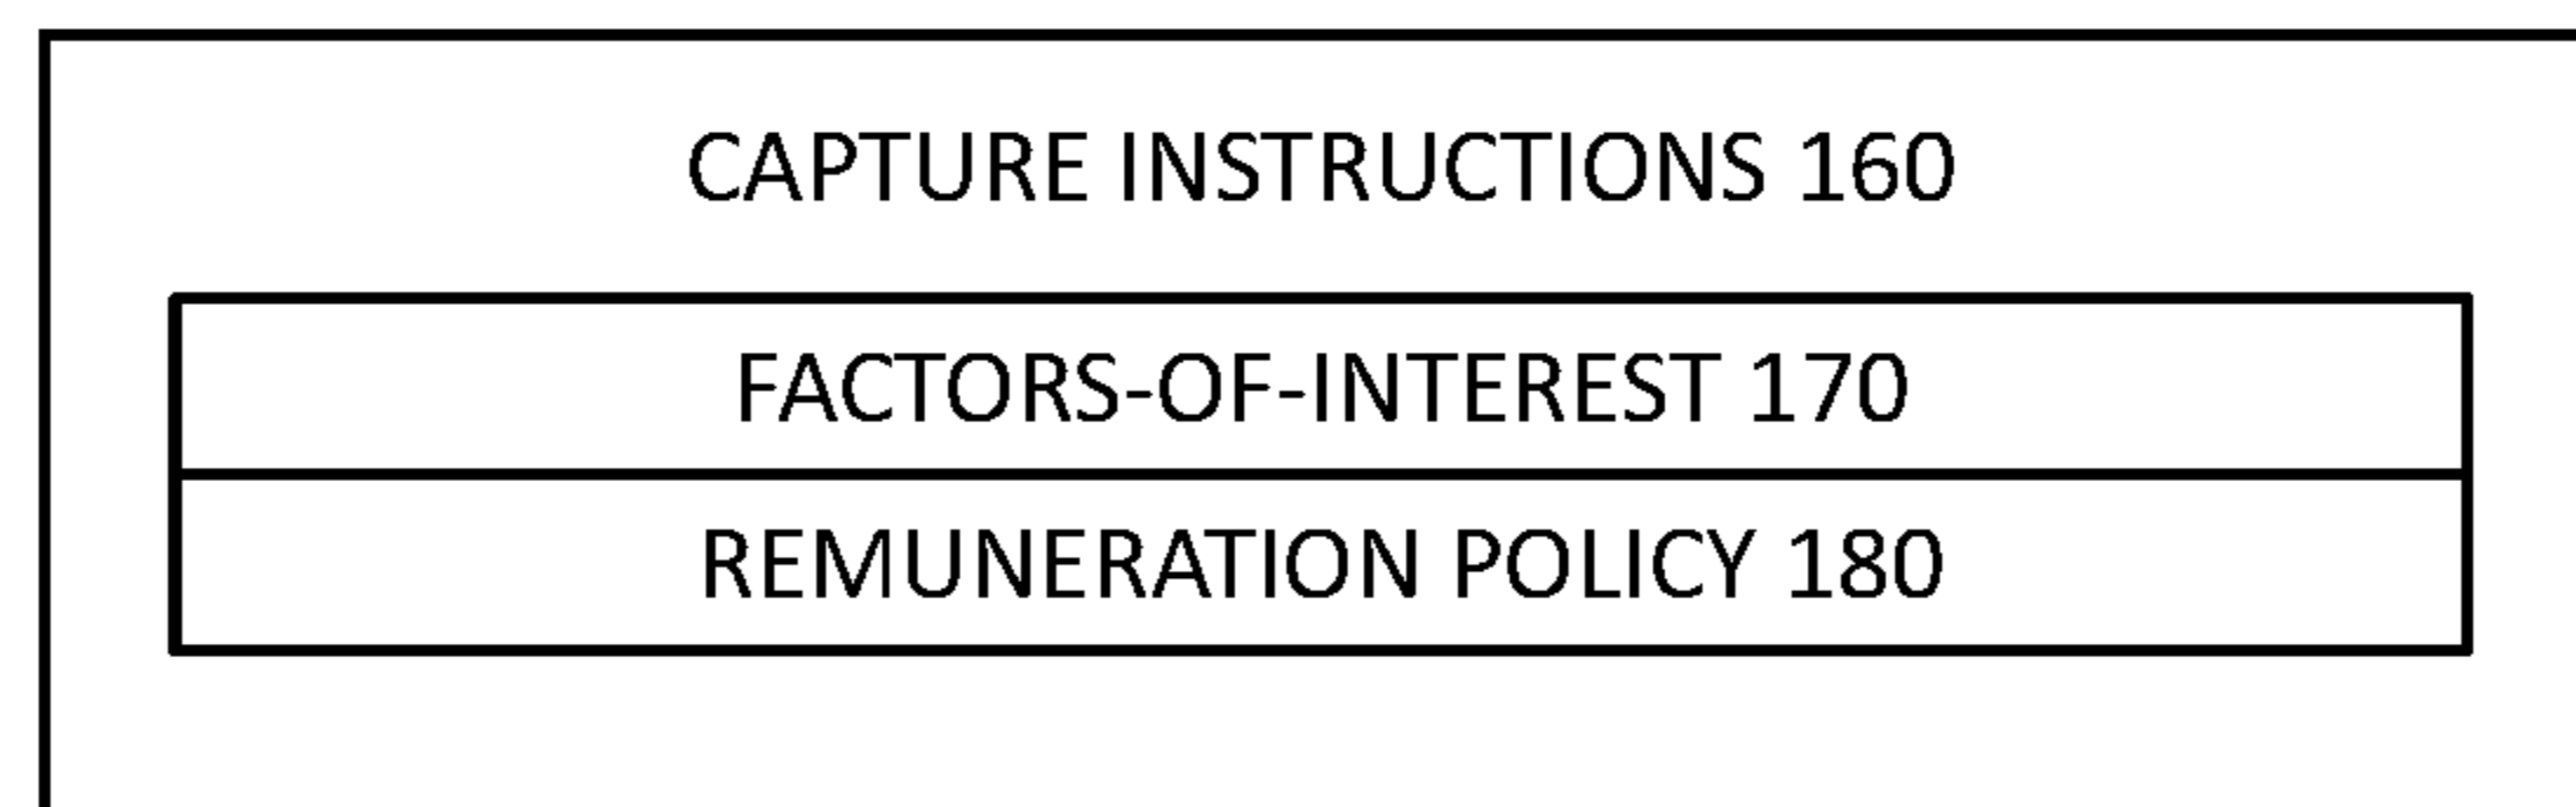 CAPTURE INSTRUCTIONS 160
FACTORS-OF-INTEREST 170
REMUNERATION POLICY 180